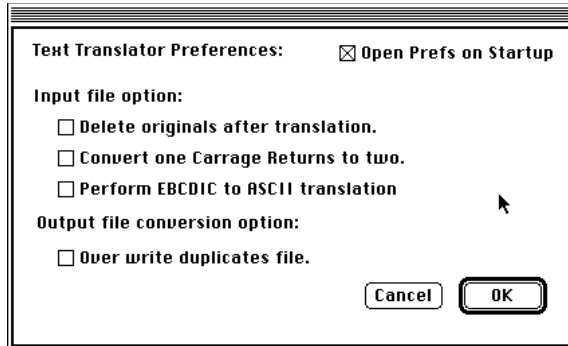 Text Translator Preferences: Open Prefs on Startup
Input file option:
Delete originals after translation.
Convert one Carrage Returns to two.
Perform EBCDIC to ASCII translation
Output file conversion option:
Over write duplicates file.
Cancel OK